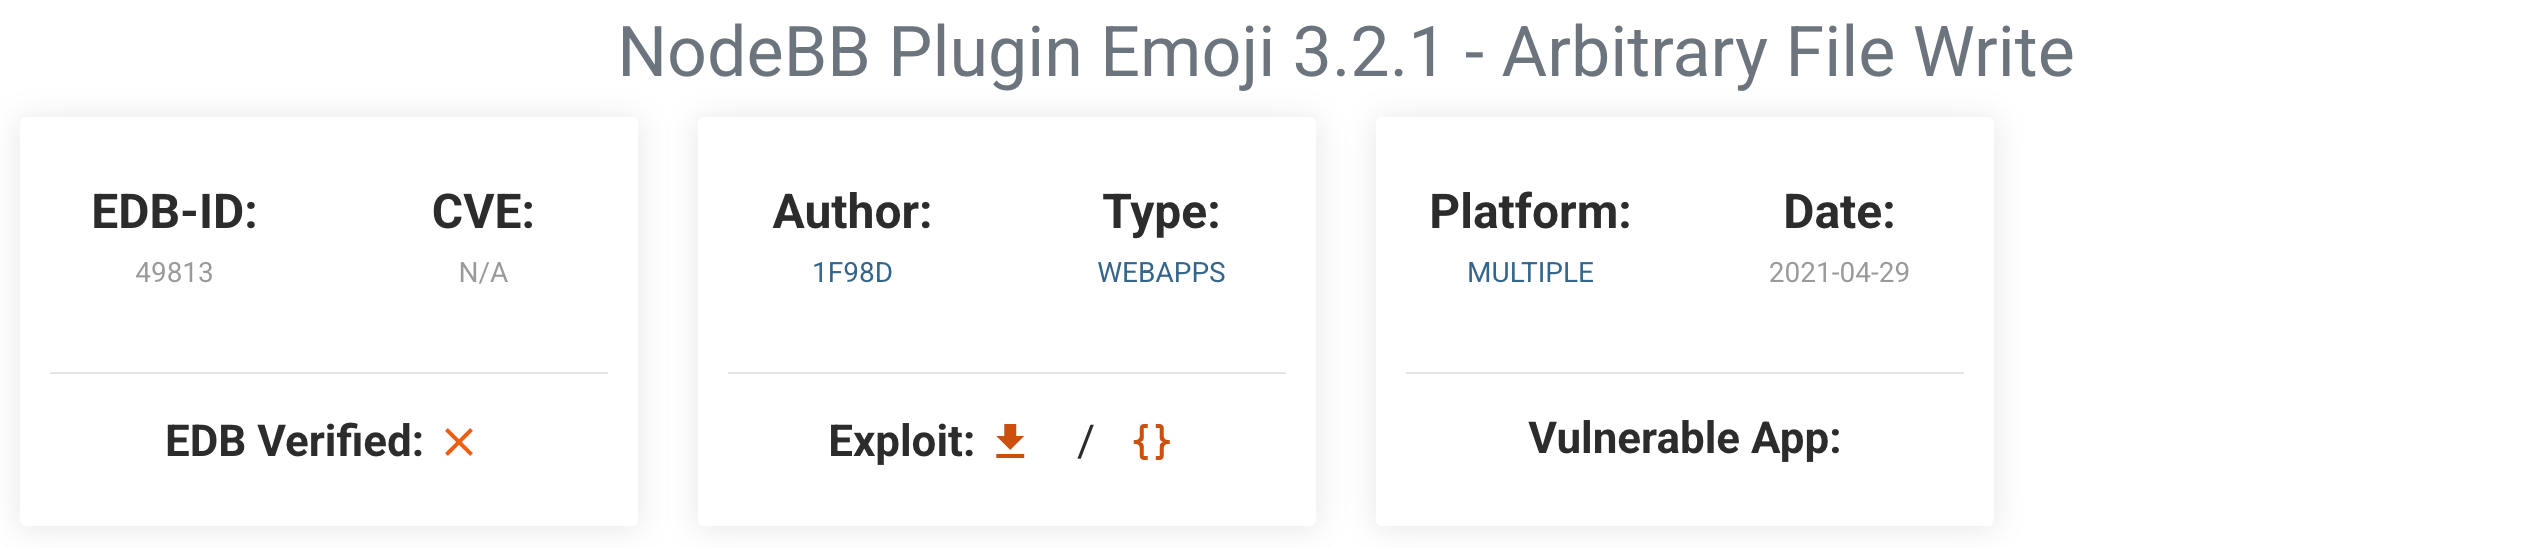 NodeBB Plugin Emoji 3.2.1 - Arbitrary File Write
EDB-ID:
49813
CVE:
N/A
EDB Verified:
Author:
1F98D
Type:
WEBAPPS
Exploit: / {}
Platform:
MULTIPLE
Date:
2021-04-29
Vulnerable App: